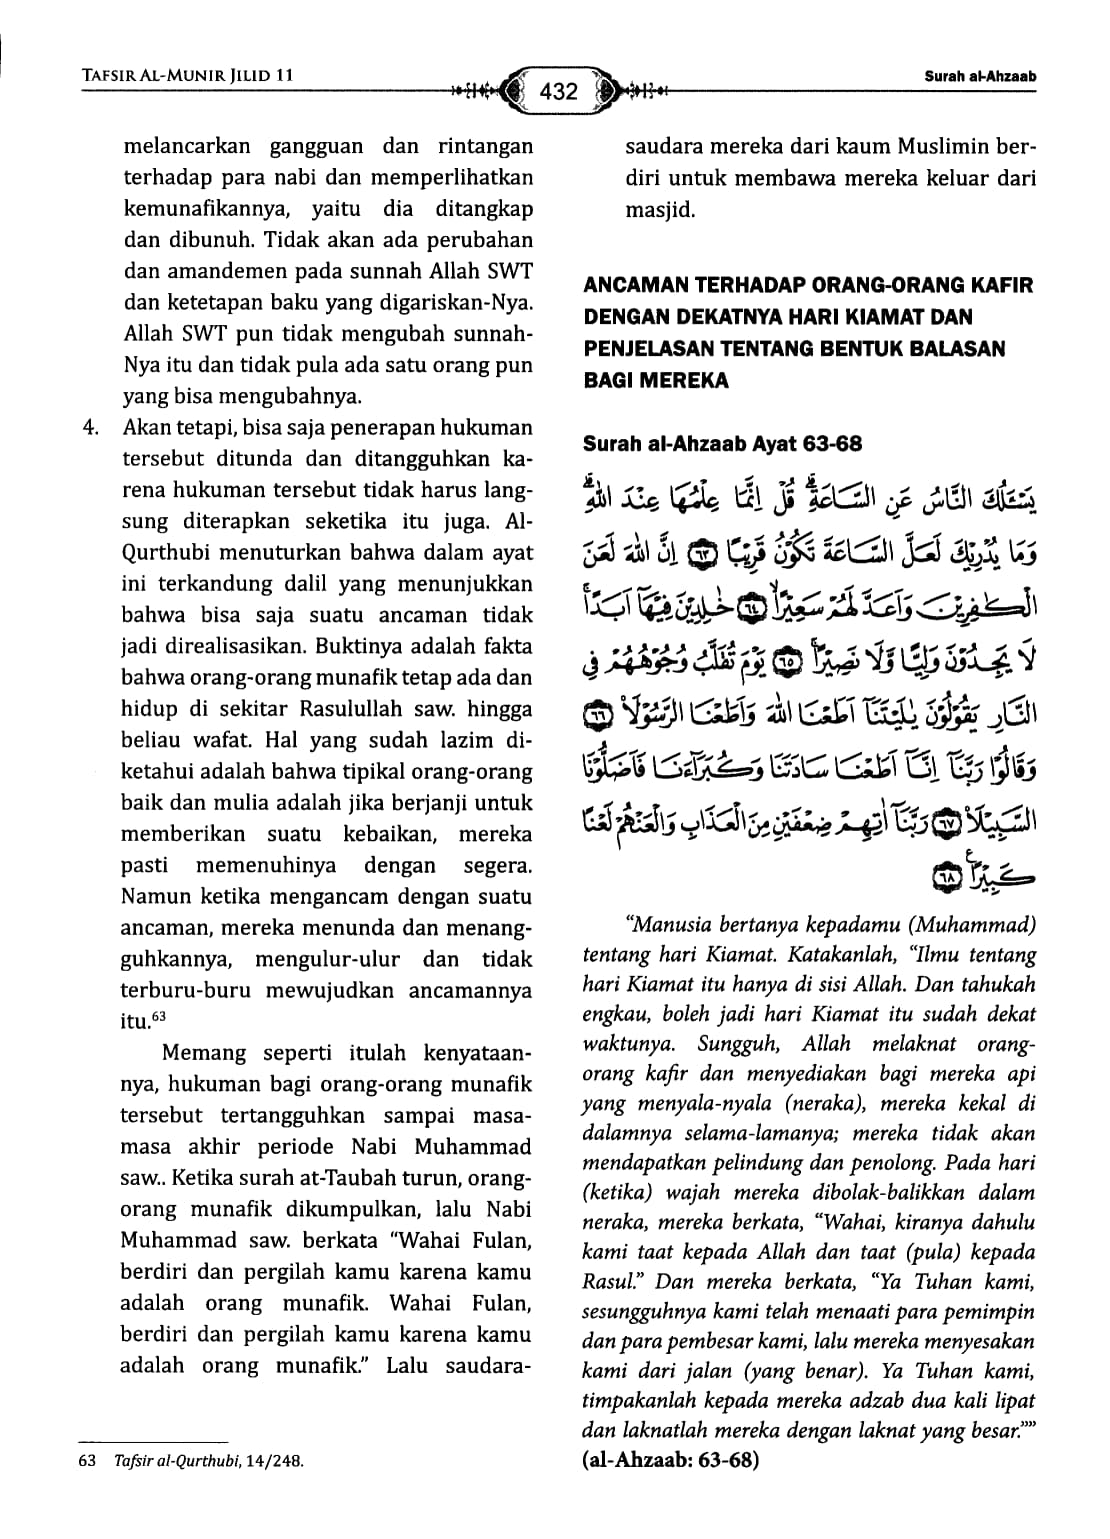 TAFSIR AL-MUNIR JILID 11
432
Surah al-Ahzaab
melancarkan gangguan dan rintangan
terhadap para nabi dan memperlihatkan
kemunafikannya, yaitu dia ditangkap
dan dibunuh. Tidak akan ada perubahan
dan amandemen pada sunnah Allah SWT
dan ketetapan baku yang digariskan-Nya.
Allah SWT pun tidak mengubah sunnah-
Nya itu dan tidak pula ada satu orang pun
yang bisa mengubahnya.
4. Akan tetapi, bisa saja penerapan hukuman
tersebut ditunda dan ditangguhkan ka-
rena hukuman tersebut tidak harus lang-
sung diterapkan seketika itu juga. Al-
Qurthubi menuturkan bahwa dalam ayat
ini terkandung dalil yang menunjukkan
bahwa bisa saja suatu ancaman tidak
jadi direalisasikan. Buktinya adalah fakta
bahwa orang-orang munafik tetap ada dan
hidup di sekitar Rasulullah saw. hingga
beliau wafat. Hal yang sudah lazim di-
ketahui adalah bahwa tipikal orang-orang
baik dan mulia adalah jika berjanji untuk
memberikan suatu kebaikan, mereka
pasti memenuhinya dengan segera.
Namun ketika mengancam dengan suatu
ancaman, mereka menunda dan menang-
guhkannya, mengulur-ulur dan tidak
terburu-buru mewujudkan ancamannya
itu.⁶³
Memang seperti itulah kenyataan-
nya, hukuman bagi orang-orang munafik
tersebut tertangguhkan sampai masa-
masa akhir periode Nabi Muhammad
saw.. Ketika surah at-Taubah turun, orang-
orang munafik dikumpulkan, lalu Nabi
Muhammad saw. berkata "Wahai Fulan,
berdiri dan pergilah kamu karena kamu
adalah orang munafik. Wahai Fulan,
berdiri dan pergilah kamu karena kamu
adalah orang munafik." Lalu saudara-
63 Tafsir al-Qurthubi, 14/248.
saudara mereka dari kaum Muslimin ber-
diri untuk membawa mereka keluar dari
masjid.
ANCAMAN TERHADAP ORANG-ORANG KAFIR
DENGAN DEKATNYA HARI KIAMAT DAN
PENJELASAN TENTANG BENTUK BALASAN
BAGI MEREKA
Surah al-Ahzaab Ayat 63-68
يَسْـَٔلُكَ النَّاسُ عَنِ السَّاعَةِۗ قُلْ اِنَّمَا عِلْمُهَا عِنْدَ اللّٰهِۗ
وَمَا يُدْرِيْكَ لَعَلَّ السَّاعَةَ تَكُوْنُ قَرِيْبًا ٦٣ اِنَّ اللّٰهَ لَعَنَ
الْكٰفِرِيْنَ وَاَعَدَّ لَهُمْ سَعِيْرًاۙ ٦٤ خٰلِدِيْنَ فِيْهَآ اَبَدًاۚ
لَا يَجِدُوْنَ وَلِيًّا وَّلَا نَصِيْرًاۚ ٦٥ يَوْمَ تُقَلَّبُ وُجُوْهُهُمْ فِى
النَّارِ يَقُوْلُوْنَ يٰلَيْتَنَآ اَطَعْنَا اللّٰهَ وَاَطَعْنَا الرَّسُوْلَا۠ ٦٦
وَقَالُوْا رَبَّنَآ اِنَّآ اَطَعْنَا سَادَتَنَا وَكُبَرَاۤءَنَا فَاَضَلُّوْنَا
السَّبِيْلَا۠ ٦٧ رَبَّنَآ اٰتِهِمْ ضِعْفَيْنِ مِنَ الْعَذَابِ وَالْعَنْهُمْ لَعْنًا
كَبِيْرًاࣖ ٦٨
"Manusia bertanya kepadamu (Muhammad)
tentang hari Kiamat. Katakanlah, "Ilmu tentang
hari Kiamat itu hanya di sisi Allah. Dan tahukah
engkau, boleh jadi hari Kiamat itu sudah dekat
waktunya. Sungguh, Allah melaknat orang-
orang kafir dan menyediakan bagi mereka api
yang menyala-nyala (neraka), mereka kekal di
dalamnya selama-lamanya; mereka tidak akan
mendapatkan pelindung dan penolong. Pada hari
(ketika) wajah mereka dibolak-balikkan dalam
neraka, mereka berkata, "Wahai, kiranya dahulu
kami taat kepada Allah dan taat (pula) kepada
Rasul." Dan mereka berkata, "Ya Tuhan kami,
sesungguhnya kami telah menaati para pemimpin
dan para pembesar kami, lalu mereka menyesakan
kami dari jalan (yang benar). Ya Tuhan kami,
timpakanlah kepada mereka adzab dua kali lipat
dan laknatlah mereka dengan laknat yang besar.""
(al-Ahzaab: 63-68)